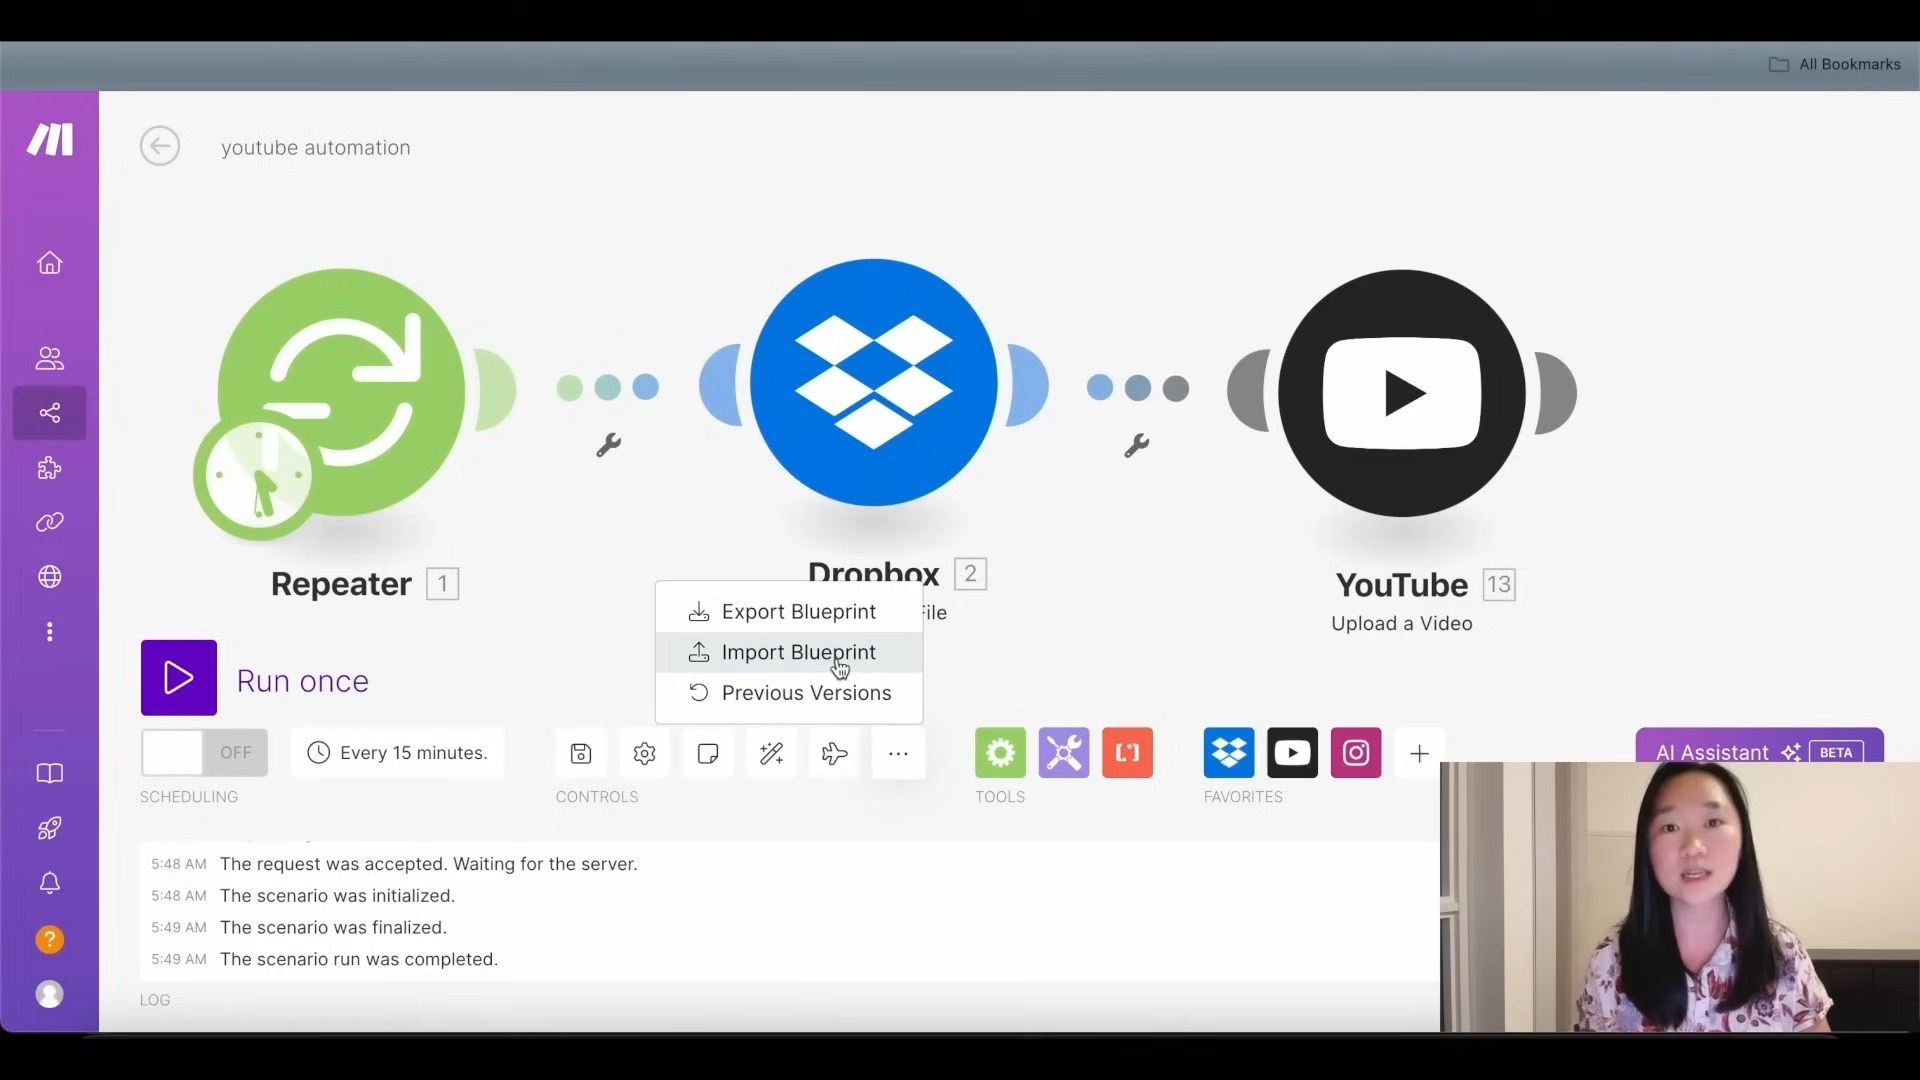 All Bookmarks
youtube automation
Repeater 1
Dropbox 2
File
YouTube 13
Upload a Video
Export Blueprint
Import Blueprint
Previous Versions
Run once
OFF
Every 15 minutes.
[.*]
AI Assistant BETA
SCHEDULING
CONTROLS
TOOLS
FAVORITES
5:48 AM The request was accepted. Waiting for the server.
5:48 AM The scenario was initialized.
5:49 AM The scenario was finalized.
5:49 AM The scenario run was completed.
LOG